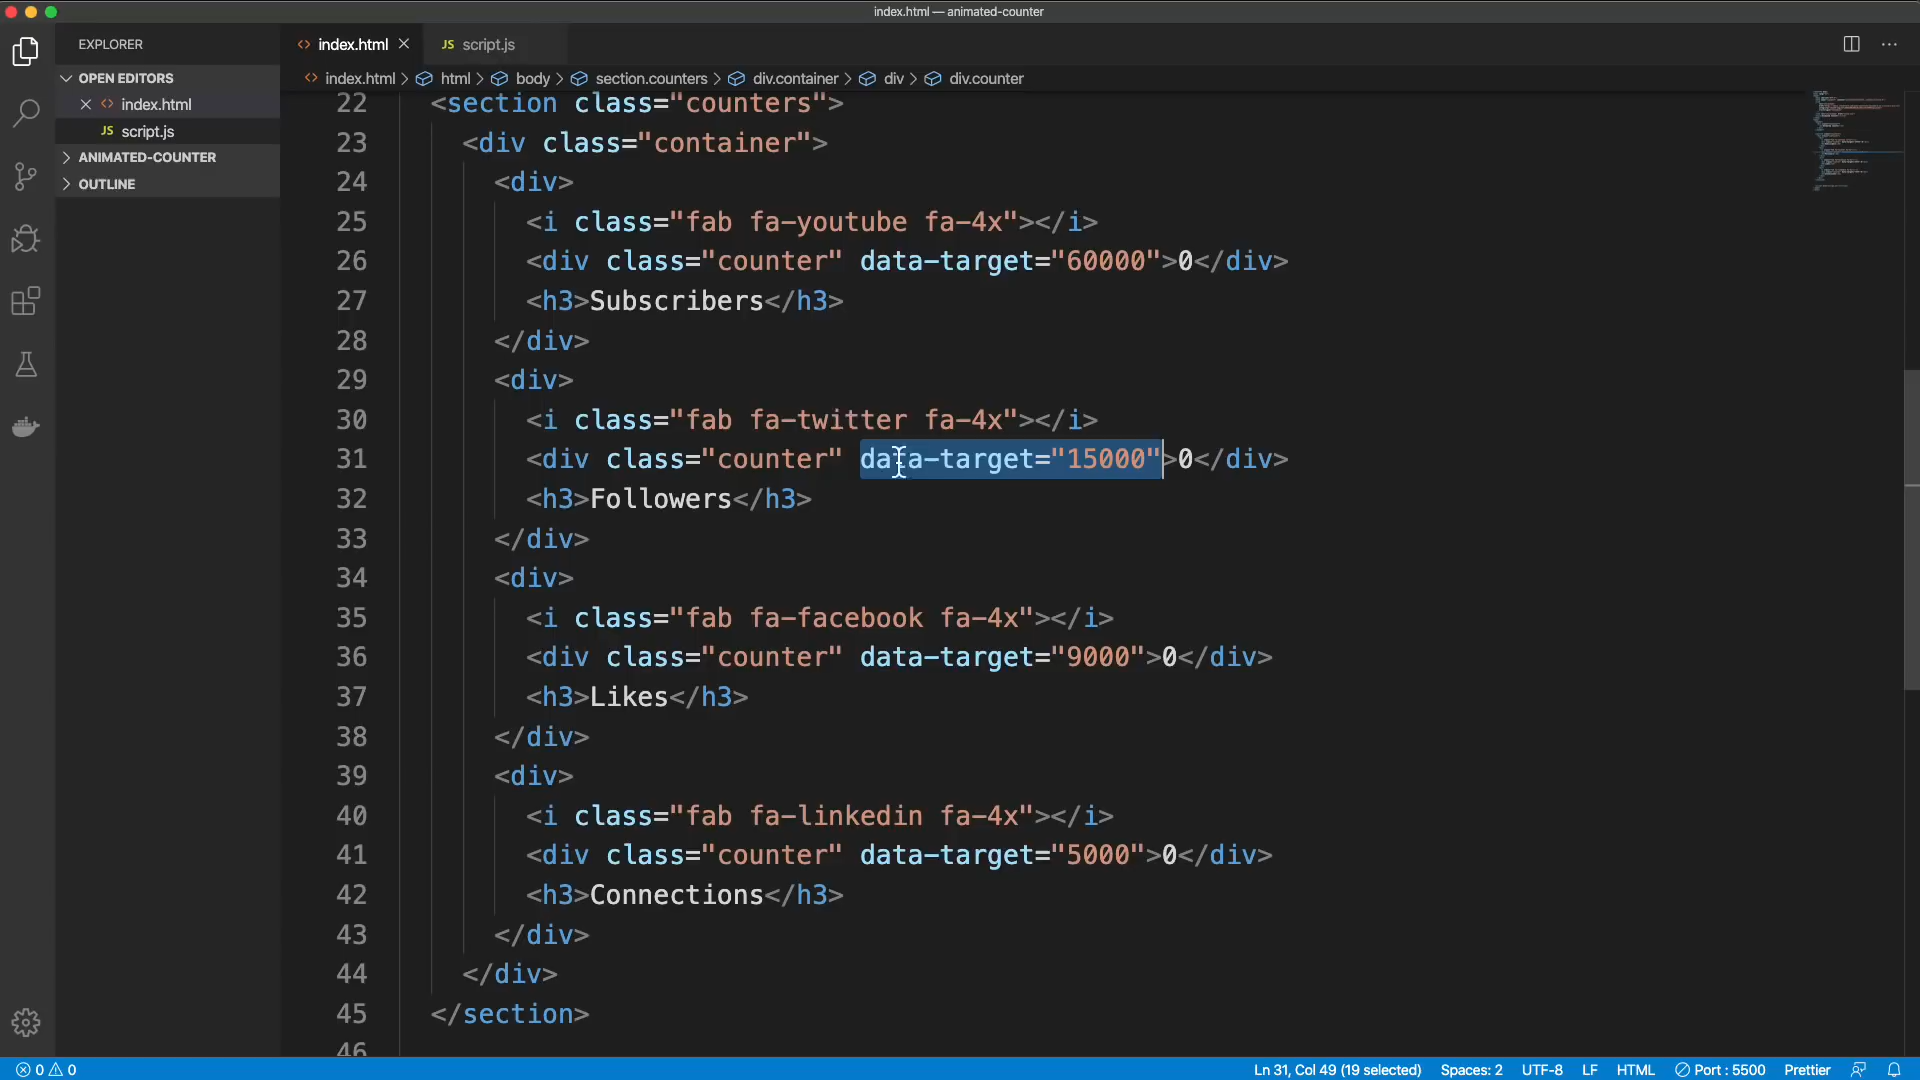 index.html — animated-counter
EXPLORER
OPEN EDITORS
index.html
JS script.js
ANIMATED-COUNTER
OUTLINE
index.html
JS script.js
index.html > html > body > section.counters > div.container > div > div.counter
22 <section class="counters">
23 <div class="container">
24 <div>
25 <i class="fab fa-youtube fa-4x"></i>
26 <div class="counter" data-target="60000">0</div>
27 <h3>Subscribers</h3>
28 </div>
29 <div>
30 <i class="fab fa-twitter fa-4x"></i>
31 <div class="counter" data-target="15000">0</div>
32 <h3>Followers</h3>
33 </div>
34 <div>
35 <i class="fab fa-facebook fa-4x"></i>
36 <div class="counter" data-target="9000">0</div>
37 <h3>Likes</h3>
38 </div>
39 <div>
40 <i class="fab fa-linkedin fa-4x"></i>
41 <div class="counter" data-target="5000">0</div>
42 <h3>Connections</h3>
43 </div>
44 </div>
45 </section>
46
0 0 Ln 31, Col 49 (19 selected) Spaces: 2 UTF-8 LF HTML Port : 5500 Prettier